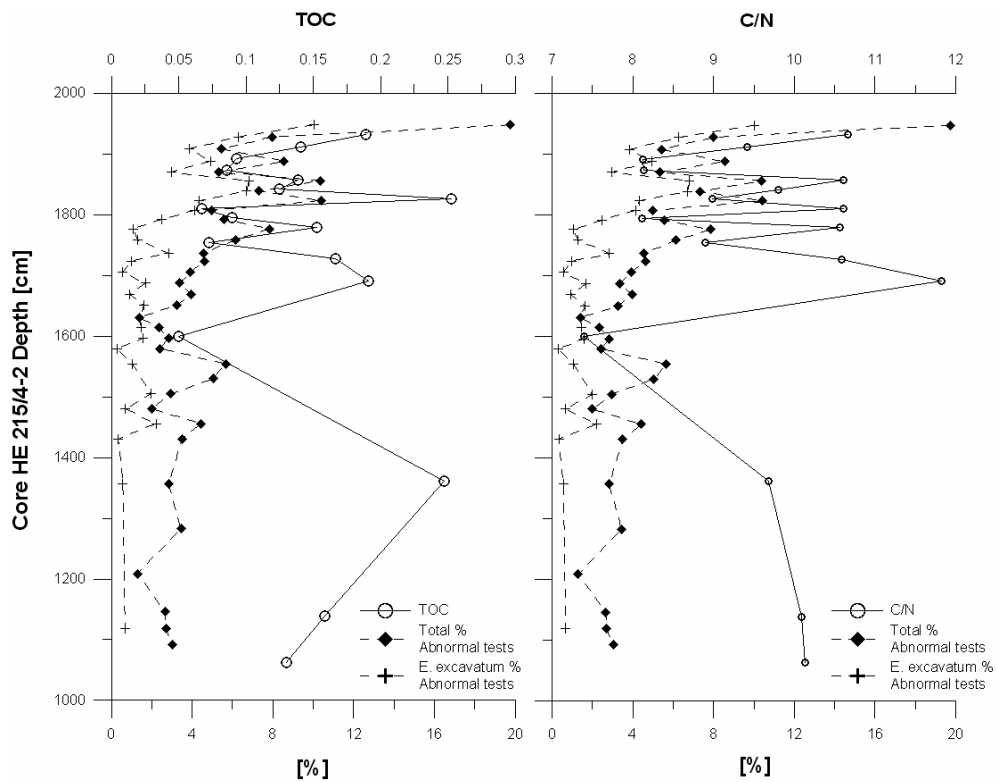 TOC
C/N
0 0.05 0.1 0.15 0.2 0.25 0.3
7 8 9 10 11 12
2000
1800
1600
1400
1200
1000
Core HE 215/4-2 Depth [cm]
TOC
Total %
Abnormal tests
E. excavatum %
Abnormal tests
C/N
Total %
Abnormal tests
E. excavatum %
Abnormal tests
0 4 8 12 16 20
0 4 8 12 16 20
[%]
[%]